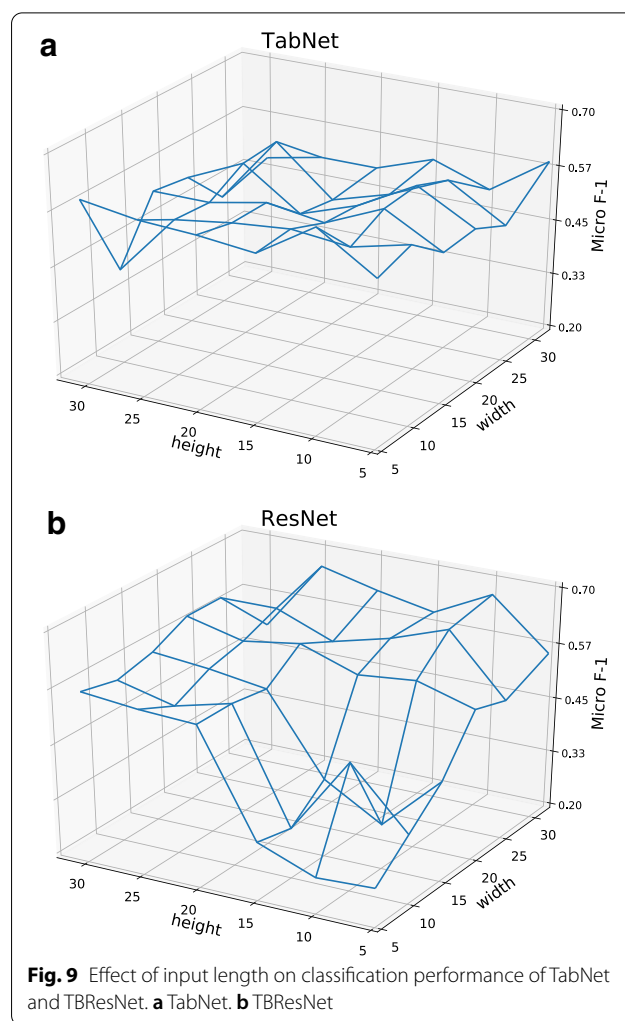 a
TabNet
0.70
0.57
0.45
0.33
0.20
Micro F-1
30
25
20
15
10
5
height
5
10
15
20
25
30
width
b
ResNet
0.70
0.57
0.45
0.33
0.20
Micro F-1
30
25
20
15
10
5
height
5
10
15
20
25
30
width
Fig. 9 Effect of input length on classification performance of TabNet
and TBResNet. a TabNet. b TBResNet